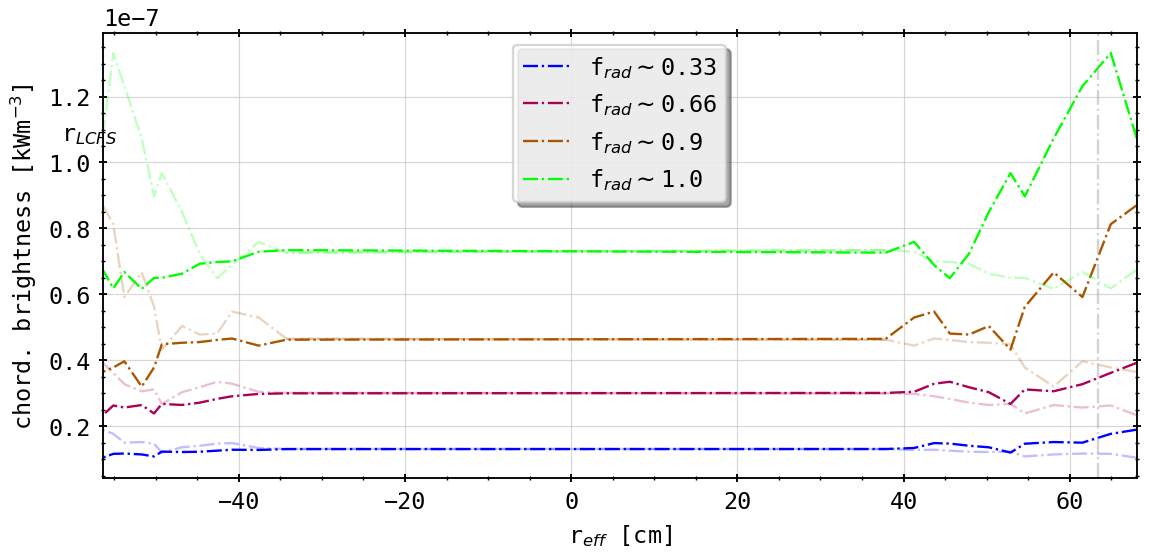 1e−7
chord. brightness [kWm⁻³]
1.2
1.0
0.8
0.6
0.4
0.2
r_LCFS
f_rad ~ 0.33
f_rad ~ 0.66
f_rad ~ 0.9
f_rad ~ 1.0
−40 −20 0 20 40 60
r_eff [cm]